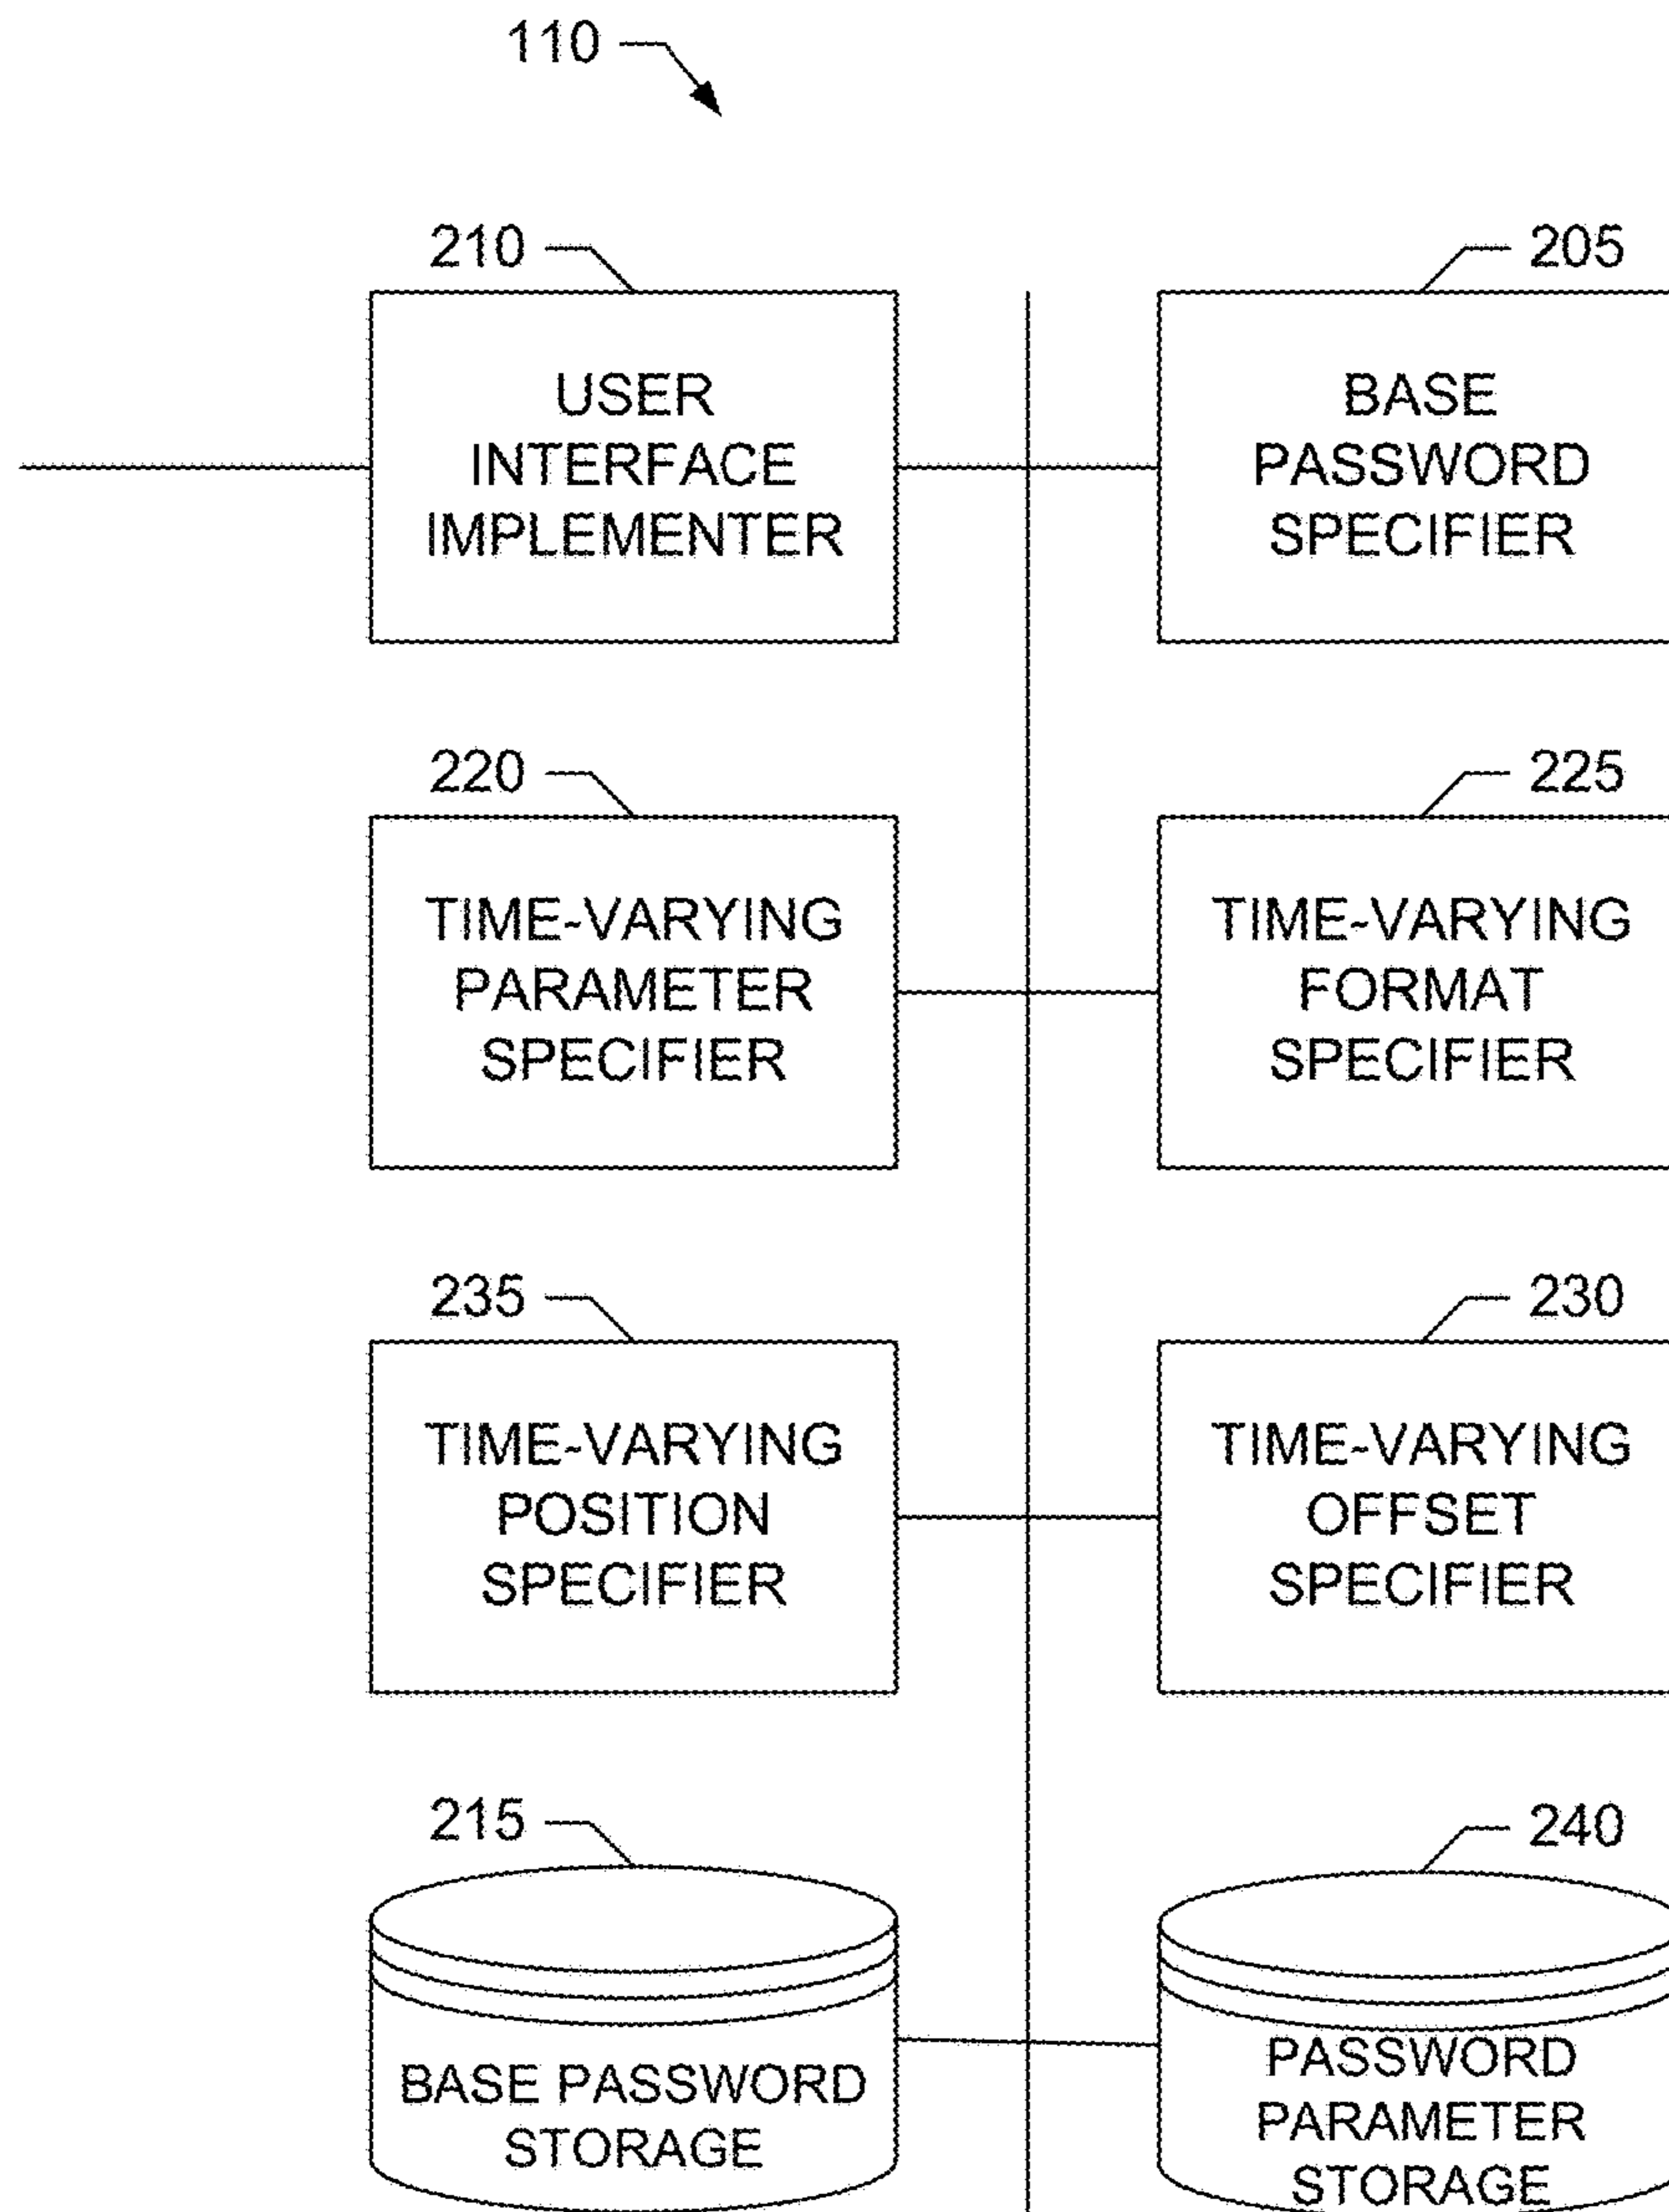 110
210
205
USER
INTERFACE
IMPLEMENTER
BASE
PASSWORD
SPECIFIER
220
225
TIME-VARYING
PARAMETER
SPECIFIER
TIME-VARYING
FORMAT
SPECIFIER
235
230
TIME-VARYING
POSITION
SPECIFIER
TIME-VARYING
OFFSET
SPECIFIER
215
240
BASE PASSWORD
STORAGE
PASSWORD
PARAMETER
STORAGE